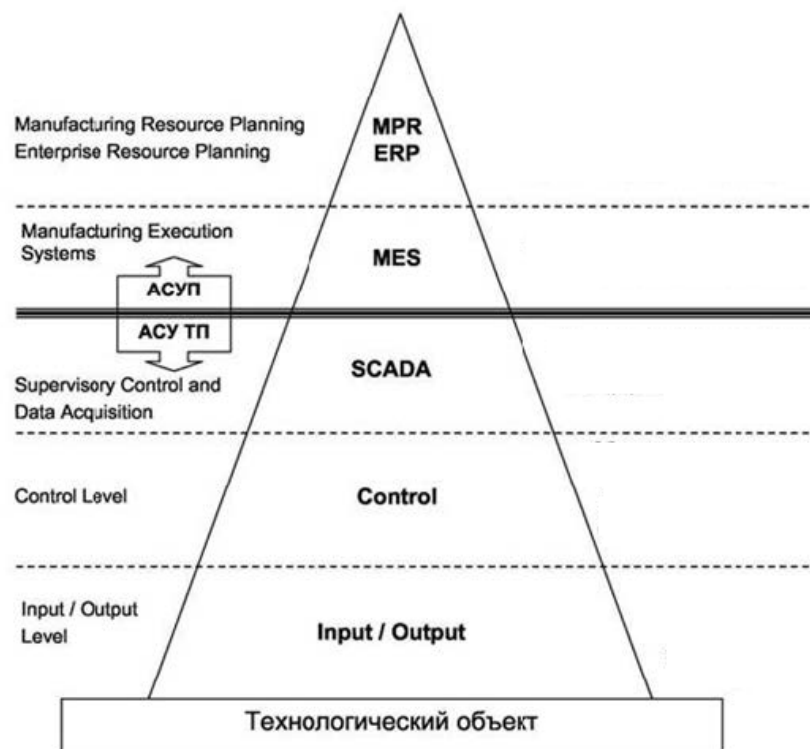 Manufacturing Resource Planning
Enterprise Resource Planning
MPR
ERP
Manufacturing Execution
Systems
MES
АСУП
АСУ ТП
SCADA
Supervisory Control and
Data Acquisition
Control Level
Control
Input / Output
Level
Input / Output
Технологический объект